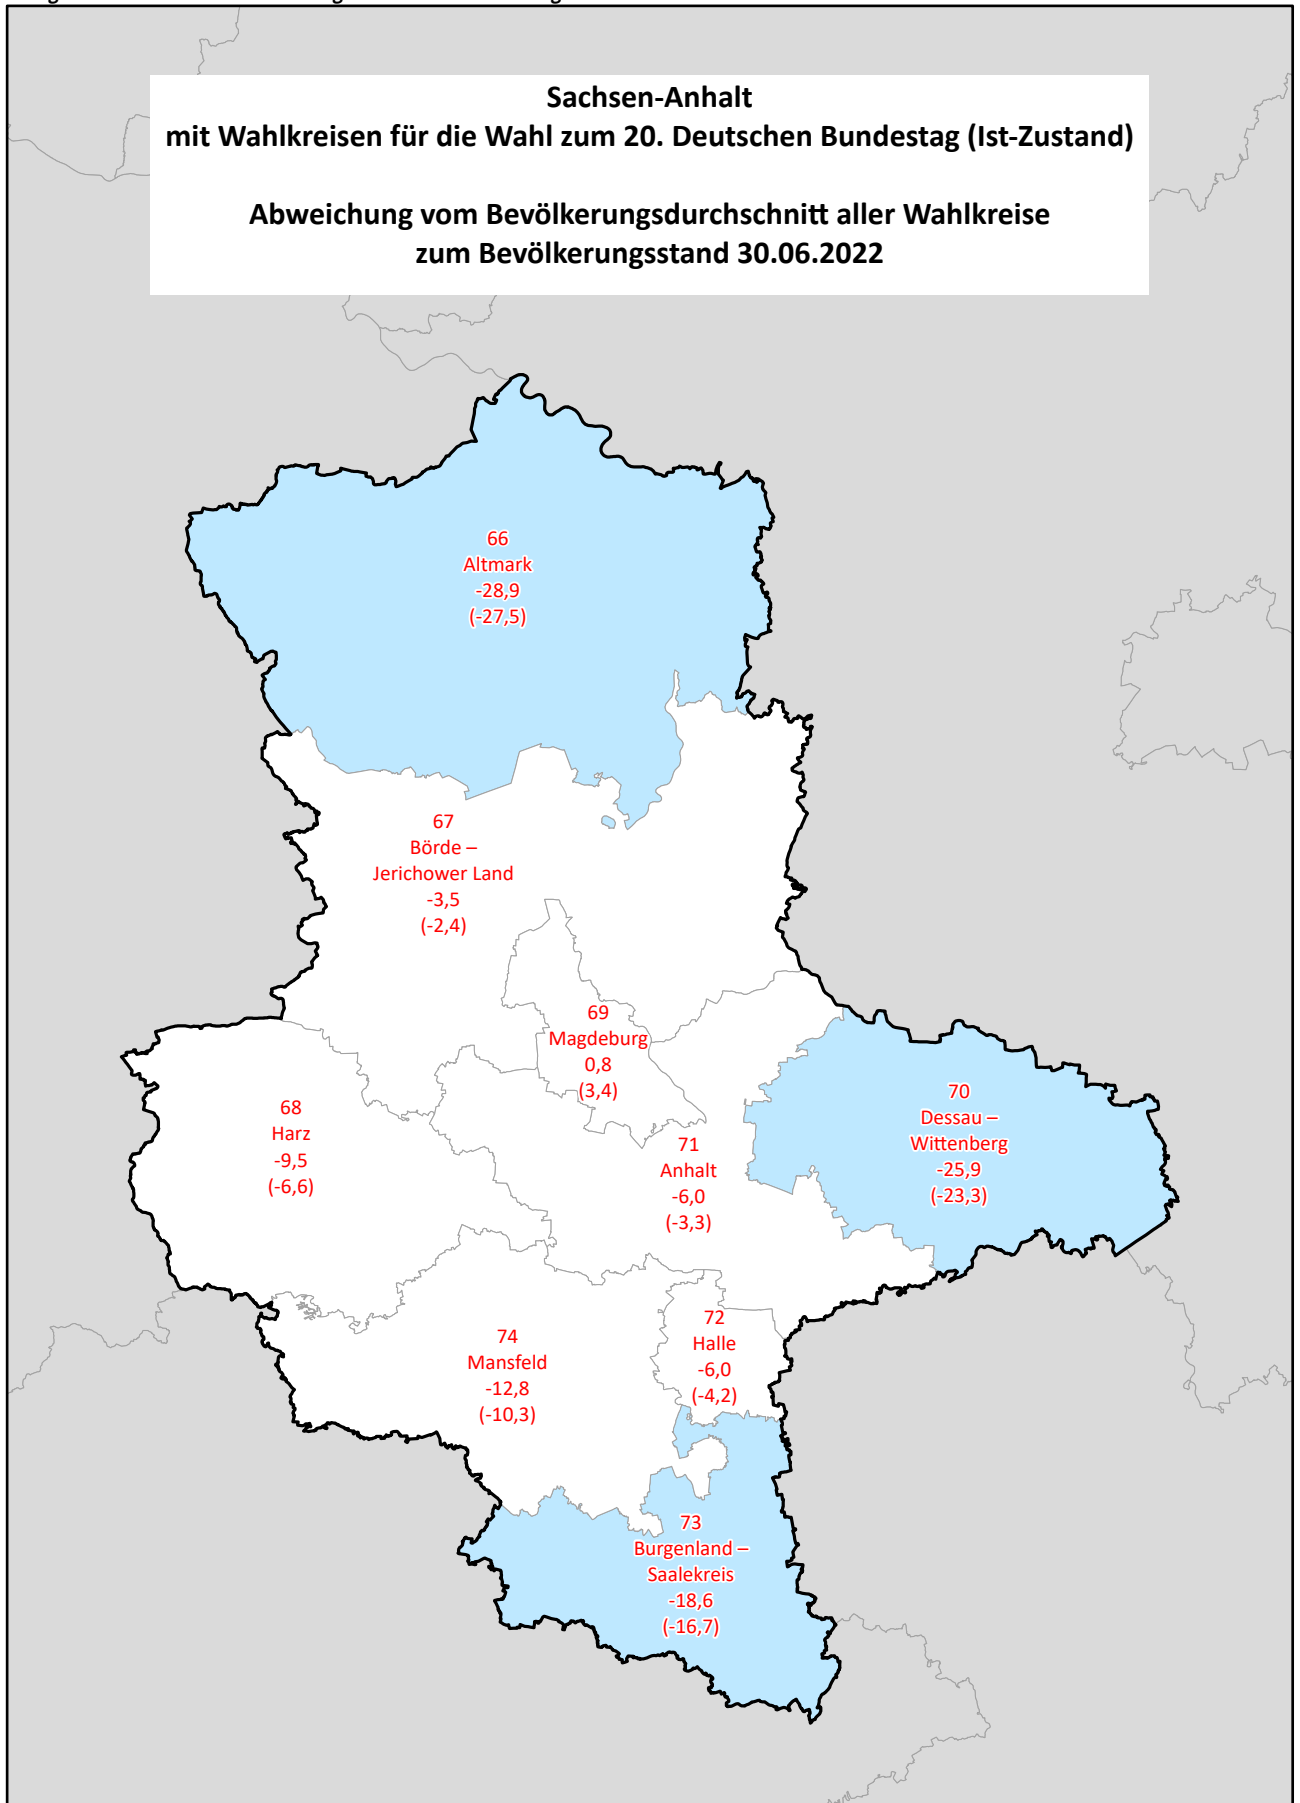 Sachsen-Anhalt
mit Wahlkreisen für die Wahl zum 20. Deutschen Bundestag (Ist-Zustand)
Abweichung vom Bevölkerungsdurchschnitt aller Wahlkreise
zum Bevölkerungsstand 30.06.2022
66
Altmark
-28,9
(-27,5)
67
Börde –
Jerichower Land
-3,5
(-2,4)
69
Magdeburg
0,8
(3,4)
68
Harz
-9,5
(-6,6)
70
Dessau –
Wittenberg
-25,9
(-23,3)
71
Anhalt
-6,0
(-3,3)
72
Halle
-6,0
(-4,2)
74
Mansfeld
-12,8
(-10,3)
73
Burgenland –
Saalekreis
-18,6
(-16,7)